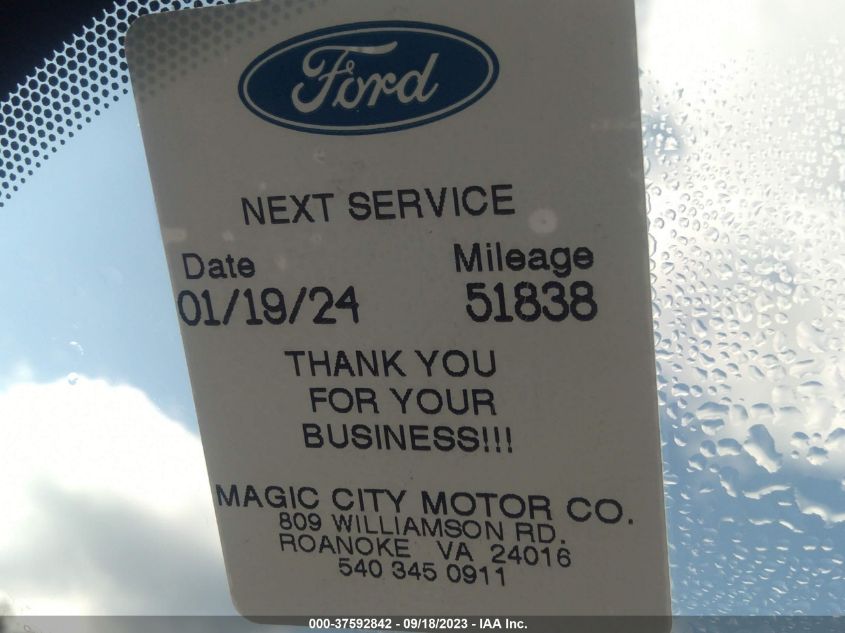 Ford
NEXT SERVICE
Date Mileage
01/19/24 51838
THANK YOU
FOR YOUR
BUSINESS!!!
MAGIC CITY MOTOR CO.
809 WILLIAMSON RD.
ROANOKE VA 24016
540 345 0911
000-37592842 - 09/18/2023 - IAA Inc.